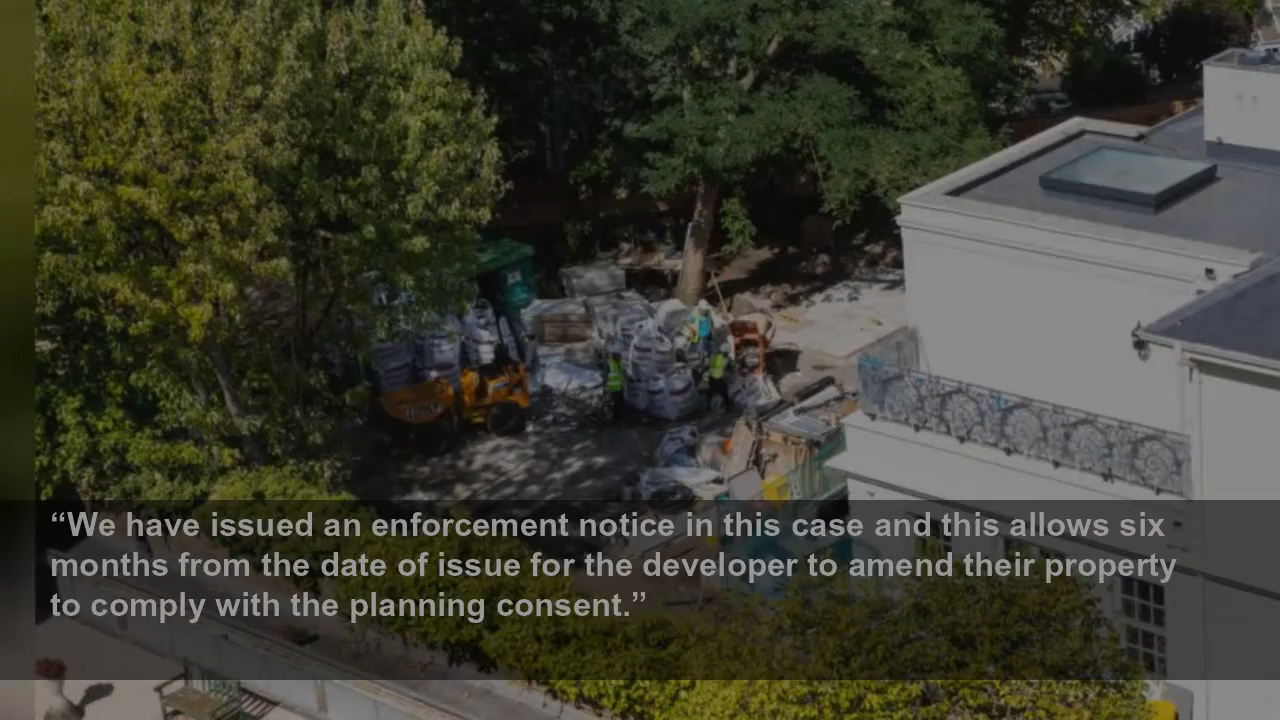 “We have issued an enforcement notice in this case and this allows six
months from the date of issue for the developer to amend their property
to comply with the planning consent.”